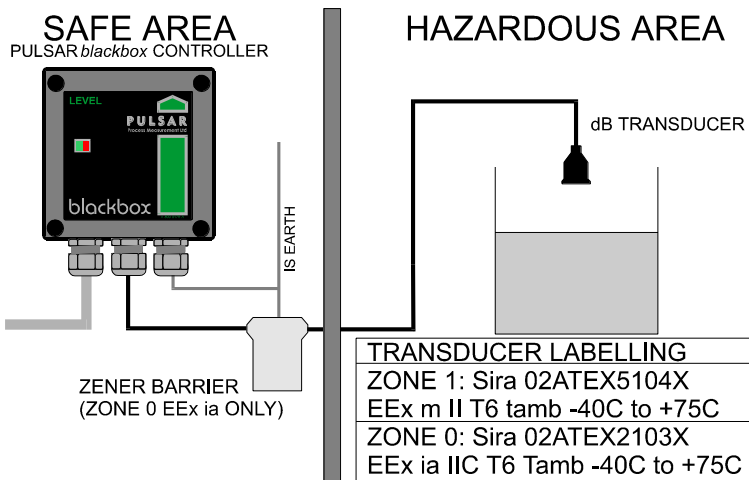 SAFE AREA
PULSAR blackbox CONTROLLER
HAZARDOUS AREA
LEVEL
PULSAR
Process Measurement Ltd
blackbox
dB TRANSDUCER
IS EARTH
ZENER BARRIER
(ZONE 0 EEx ia ONLY)
TRANSDUCER LABELLING
ZONE 1: Sira 02ATEX5104X
EEx m II T6 tamb -40C to +75C
ZONE 0: Sira 02ATEX2103X
EEx ia IIC T6 Tamb -40C to +75C